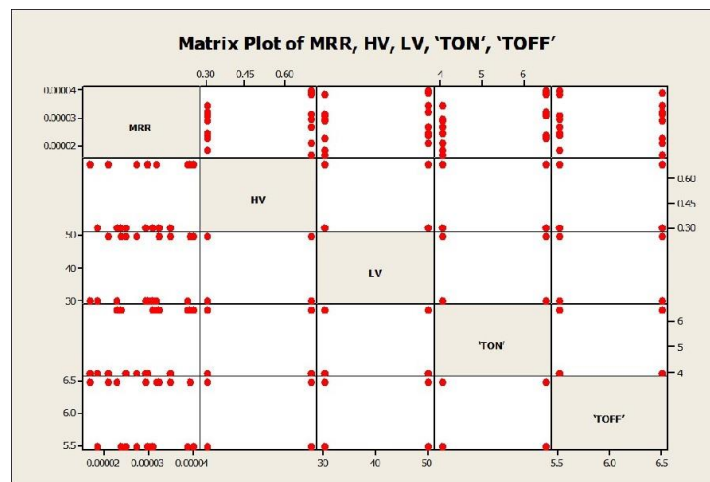 Matrix Plot of MRR, HV, LV, ‘TON’, ‘TOFF’
0.30 0.45 0.60 4 5 6
0.00004
0.00003
MRR
0.00002
0.60
HV
0.45
0.30
50
40
LV
30
6
‘TON’
5
4
6.5
6.0
‘TOFF’
5.5
0.00002 0.00003 0.00004 30 40 50 5.5 6.0 6.5